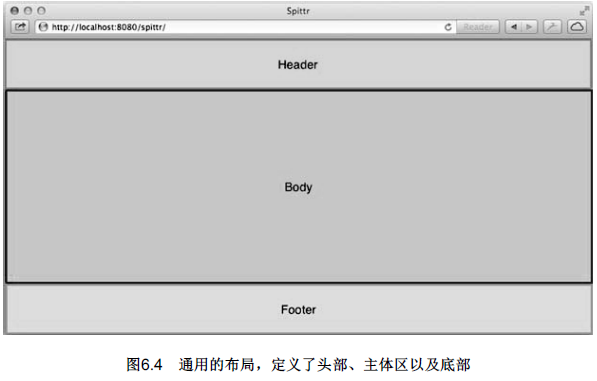 Spittr
http://localhost:8080/spittr/
Reader
Header
Body
Footer
图6.4 通用的布局，定义了头部、主体区以及底部